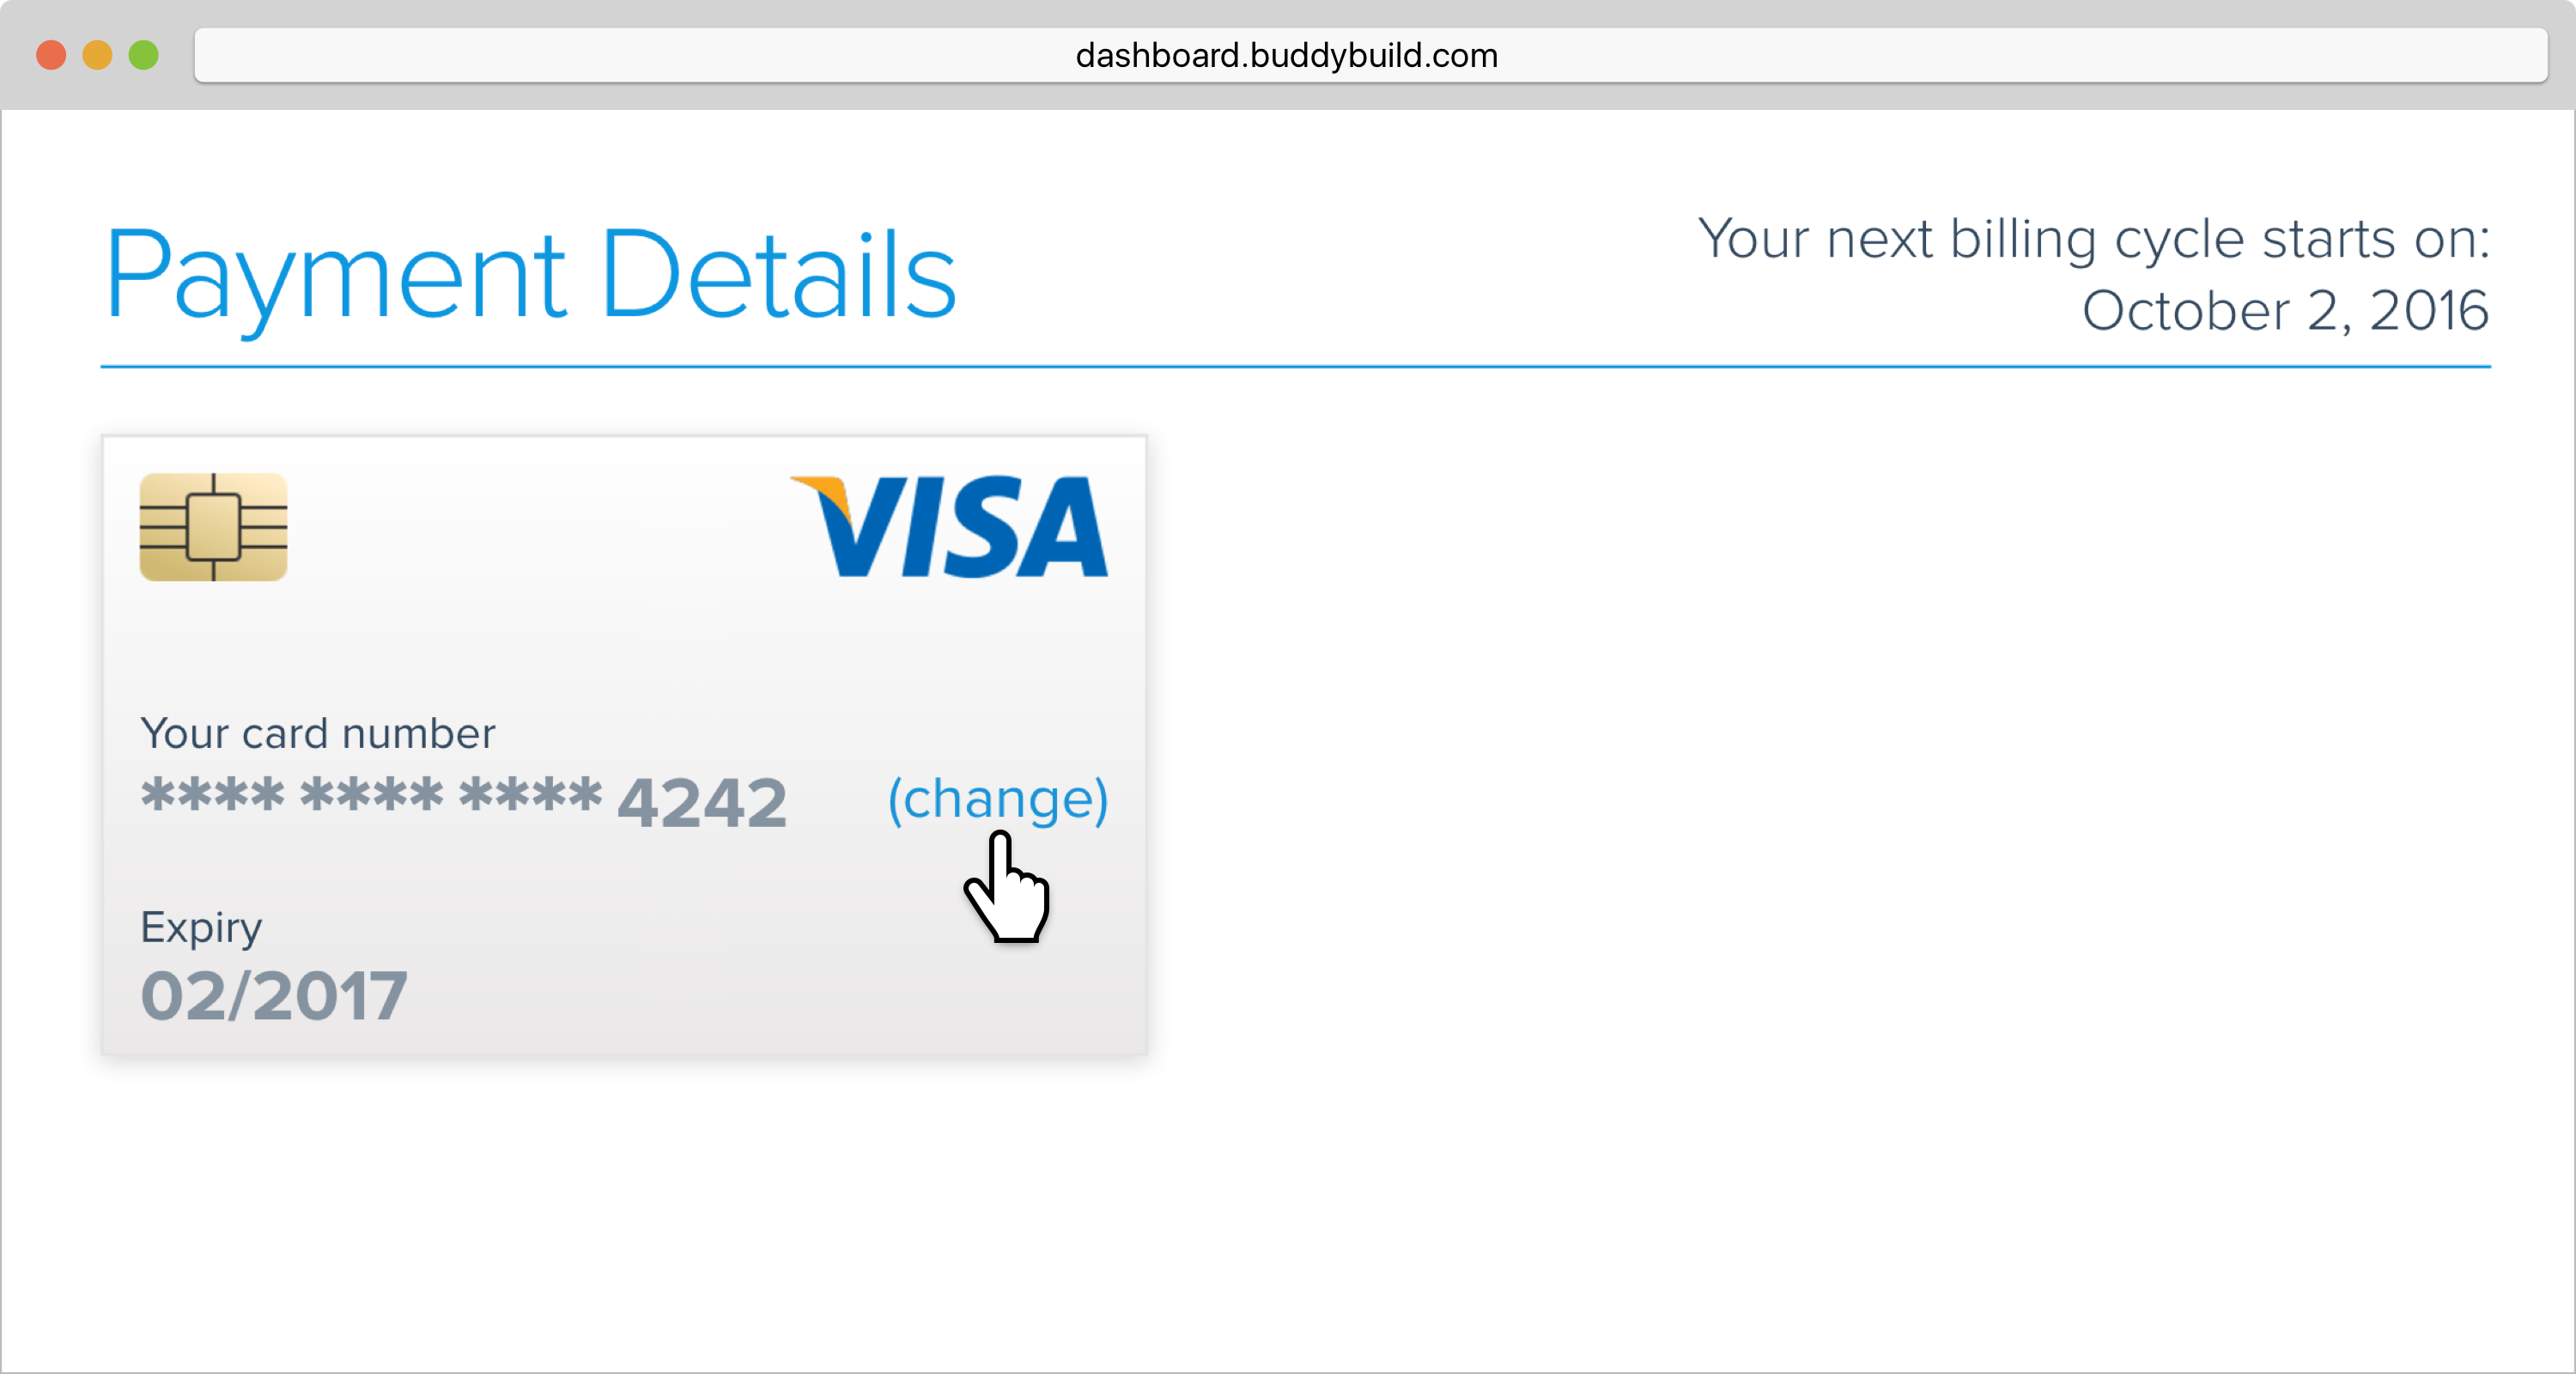 dashboard.buddybuild.com
Payment Details
Your next billing cycle starts on:
October 2, 2016
VISA
Your card number
**** **** **** 4242 (change)
Expiry
02/2017